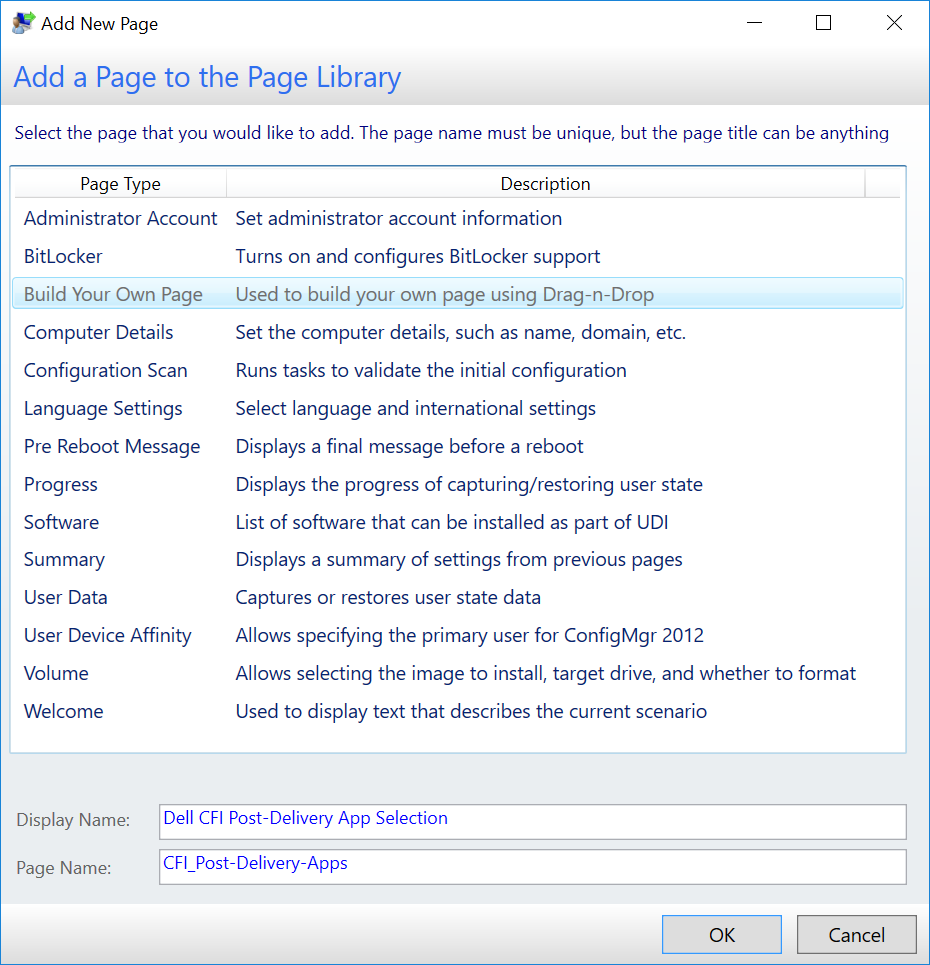 Add New Page
Add a Page to the Page Library
Select the page that you would like to add. The page name must be unique, but the page title can be anything
Page Type Description
Administrator Account Set administrator account information
BitLocker Turns on and configures BitLocker support
Build Your Own Page Used to build your own page using Drag-n-Drop
Computer Details Set the computer details, such as name, domain, etc.
Configuration Scan Runs tasks to validate the initial configuration
Language Settings Select language and international settings
Pre Reboot Message Displays a final message before a reboot
Progress Displays the progress of capturing/restoring user state
Software List of software that can be installed as part of UDI
Summary Displays a summary of settings from previous pages
User Data Captures or restores user state data
User Device Affinity Allows specifying the primary user for ConfigMgr 2012
Volume Allows selecting the image to install, target drive, and whether to format
Welcome Used to display text that describes the current scenario
Display Name: Dell CFI Post-Delivery App Selection
Page Name: CFI_Post-Delivery-Apps
OK Cancel